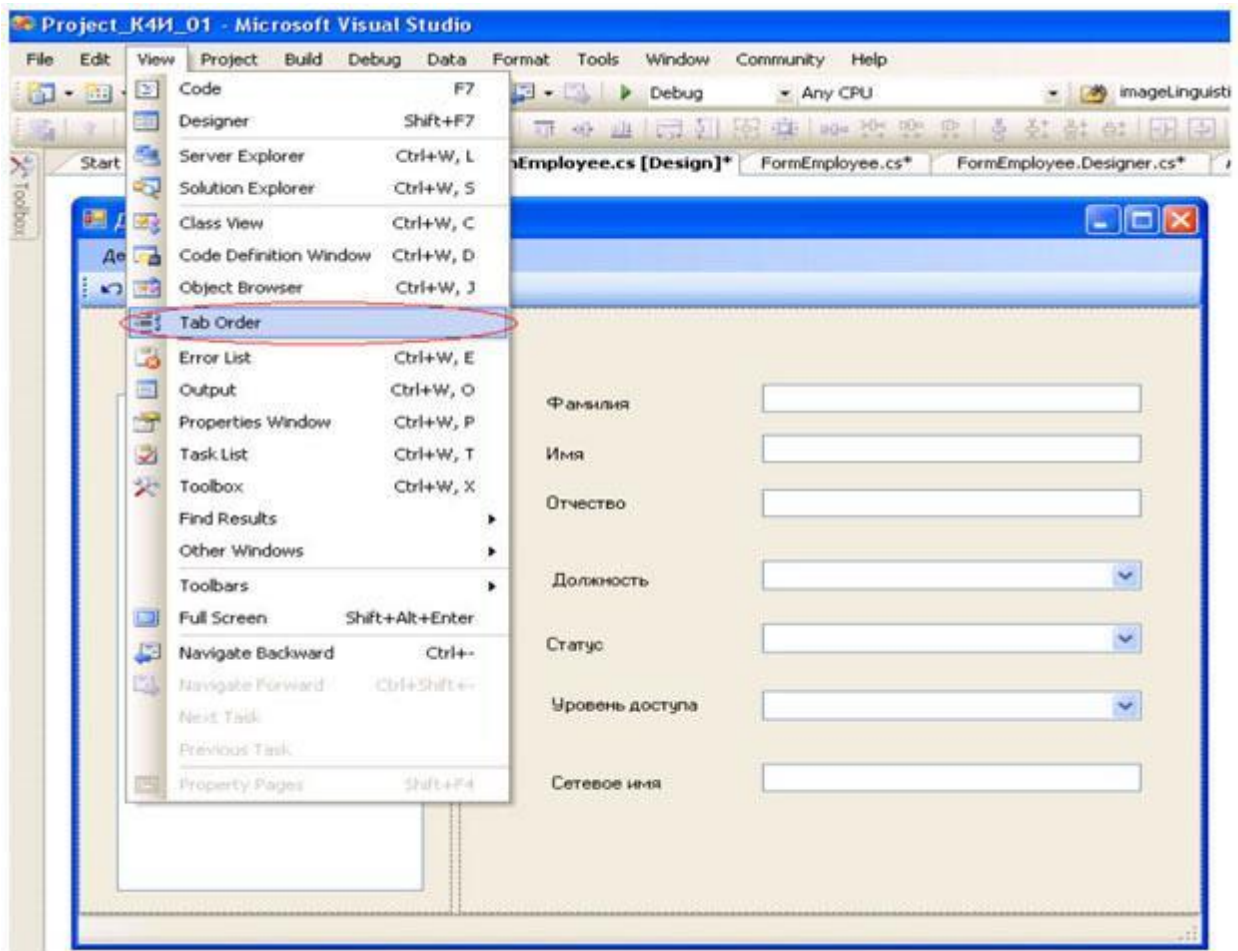 Project_К4И_01 - Microsoft Visual Studio
File Edit View Project Build Debug Data Format Tools Window Community Help
Debug Any CPU imageLinguisti
Toolbox
Start mEmployee.cs [Design]* FormEmployee.cs* FormEmployee.Designer.cs*
Де
Code F7
Designer Shift+F7
Server Explorer Ctrl+W, L
Solution Explorer Ctrl+W, S
Class View Ctrl+W, C
Code Definition Window Ctrl+W, D
Object Browser Ctrl+W, J
Tab Order
Error List Ctrl+W, E
Output Ctrl+W, O
Properties Window Ctrl+W, P
Task List Ctrl+W, T
Toolbox Ctrl+W, X
Find Results
Other Windows
Toolbars
Full Screen Shift+Alt+Enter
Navigate Backward Ctrl+-
Navigate Forward Ctrl+Shift+-
Next Task
Previous Task
Property Pages Shift+F4
Фамилия
Имя
Отчество
Должность
Статус
Уровень доступа
Сетевое имя